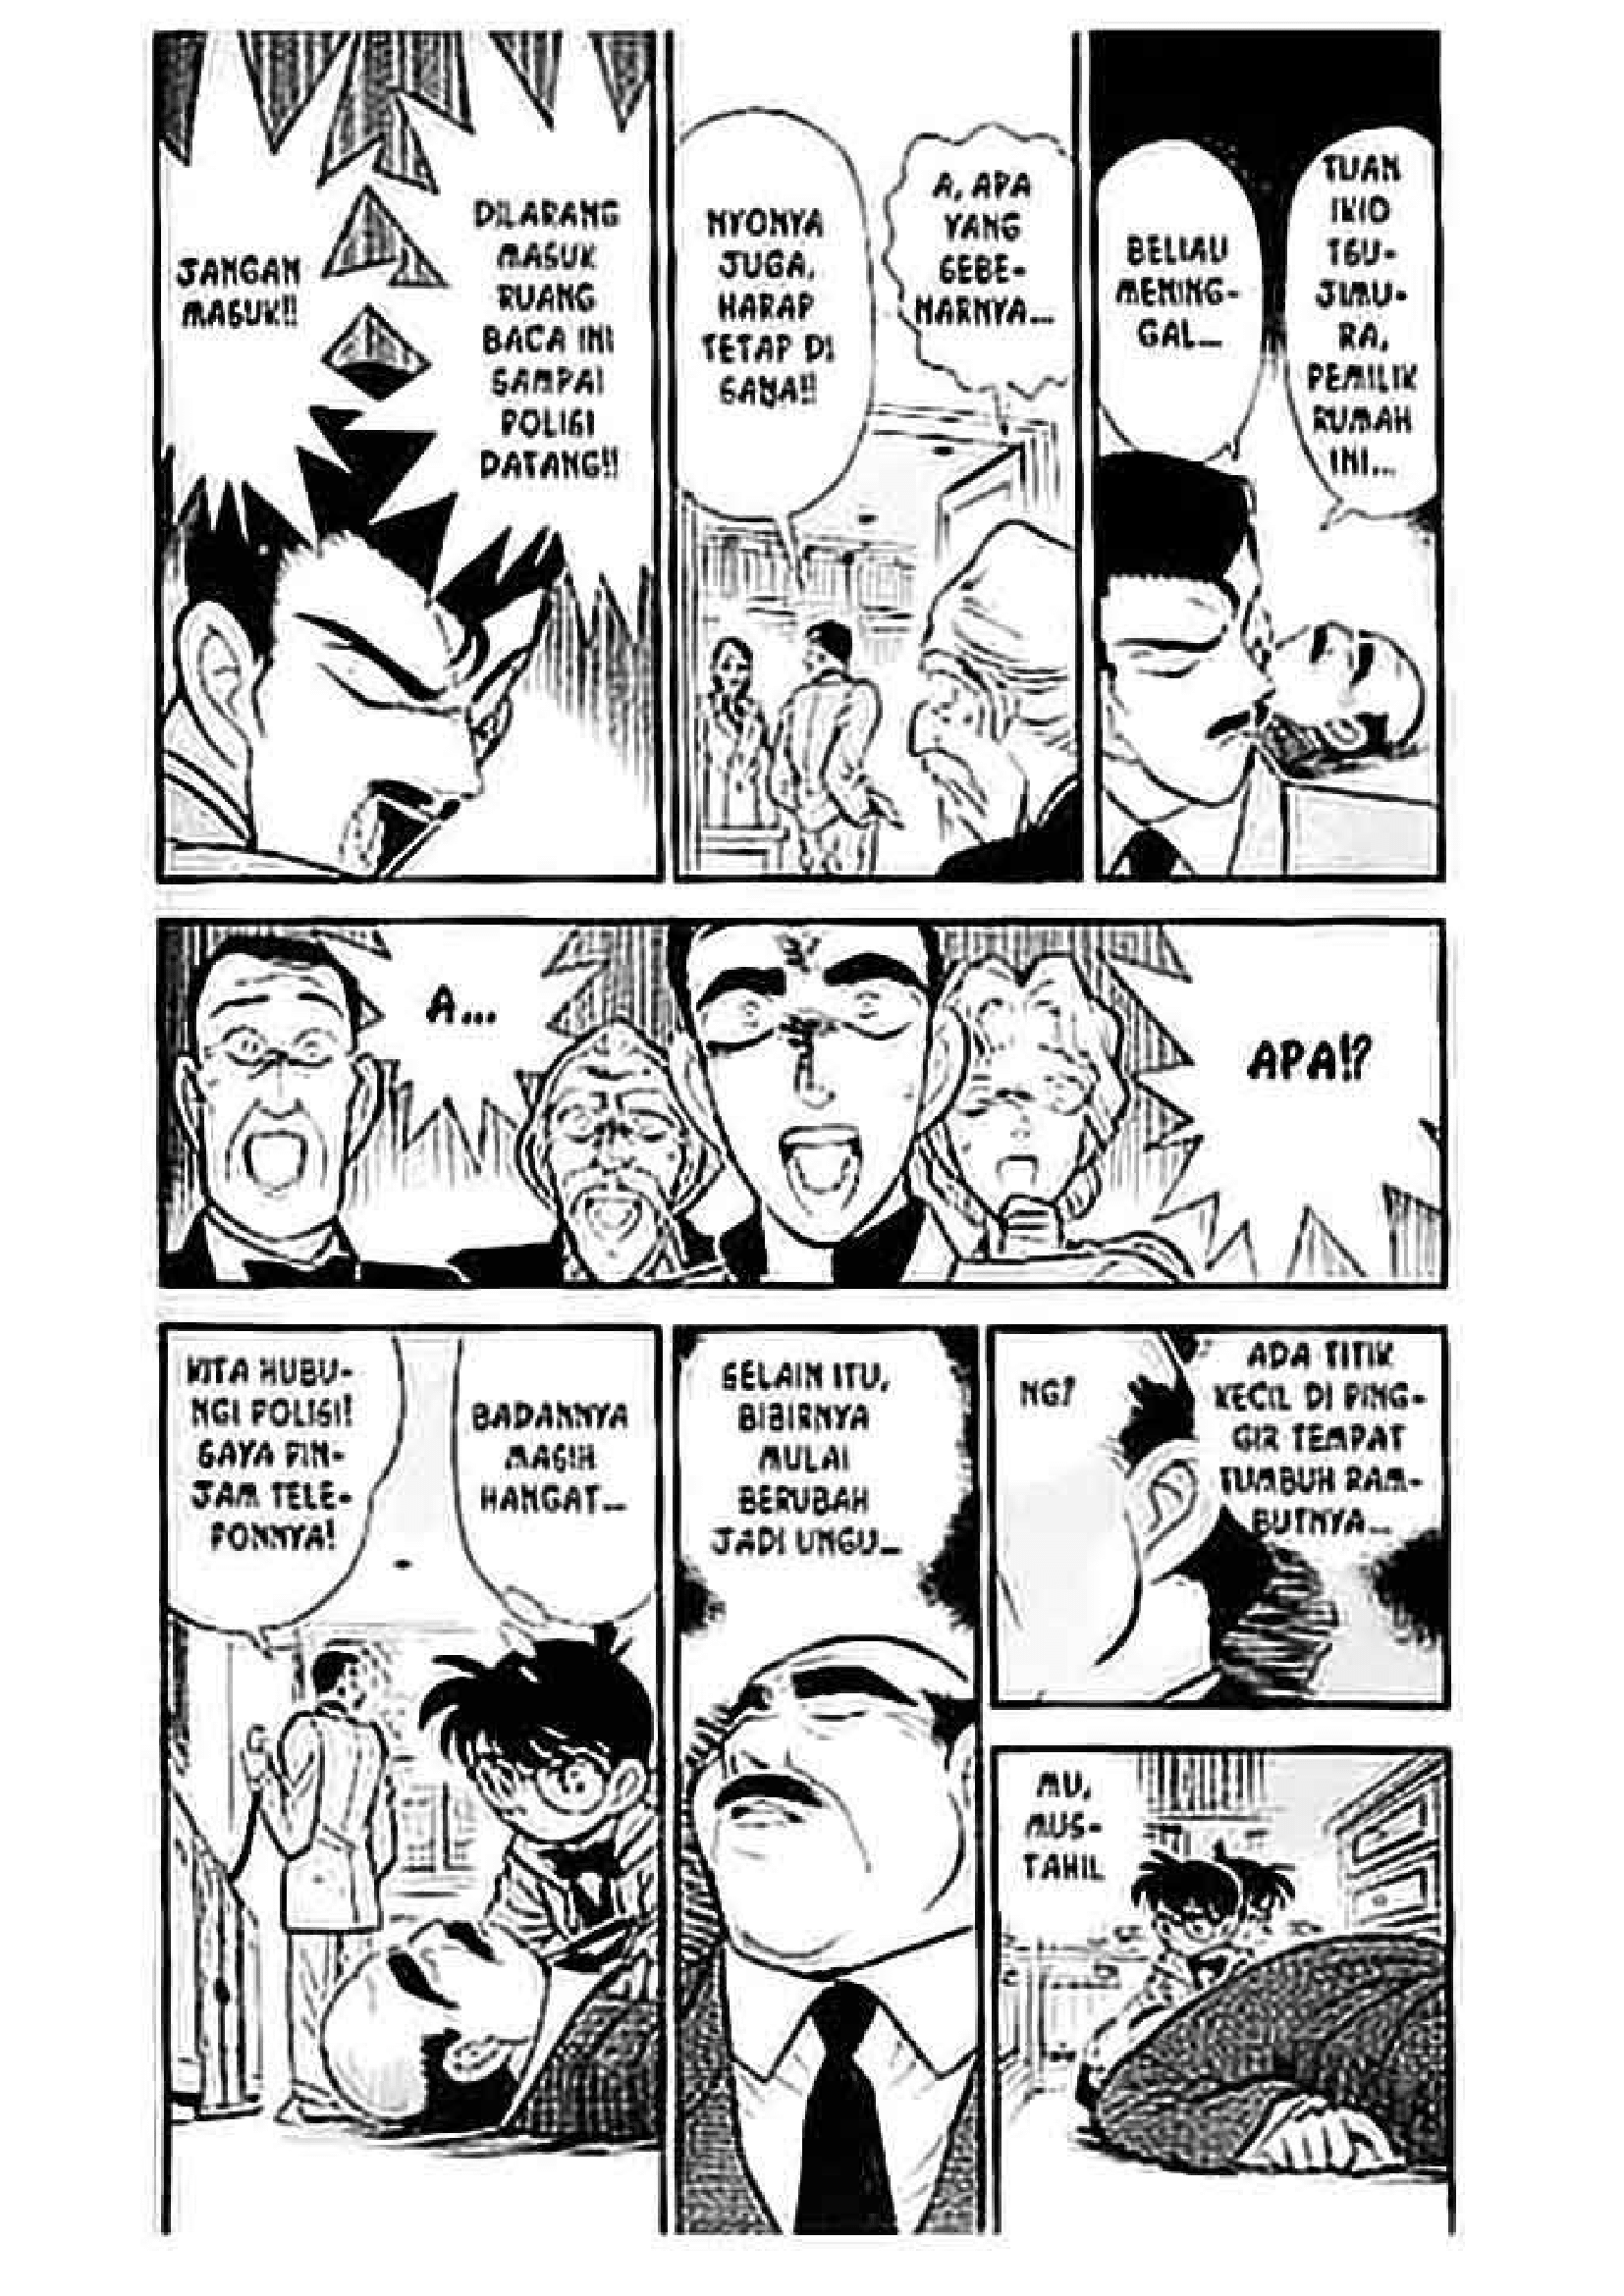 TUAN
IKIO
TSU-
JIMU-
RA,
PEMILIK
RUMAH
INI...
BELIAU
MENING-
GAL...
A, APA
YANG
SEBE-
NARNYA...
NYONYA
JUGA,
HARAP
TETAP DI
SANA!!
DILARANG
MASUK
RUANG
BACA INI
SAMPAI
POLISI
DATANG!!
JANGAN
MASUK!!
APA!?
A...
ADA TITIK
KECIL DI PING-
GIR TEMPAT
TUMBUH RAM-
BUTNYA...
NG?
MU,
MUS-
TAHIL
SELAIN ITU,
BIBIRNYA
MULAI
BERUBAH
JADI UNGU...
BADANNYA
MASIH
HANGAT...
KITA HUBU-
NGI POLISI!
SAYA PIN-
JAM TELE-
PONNYA!